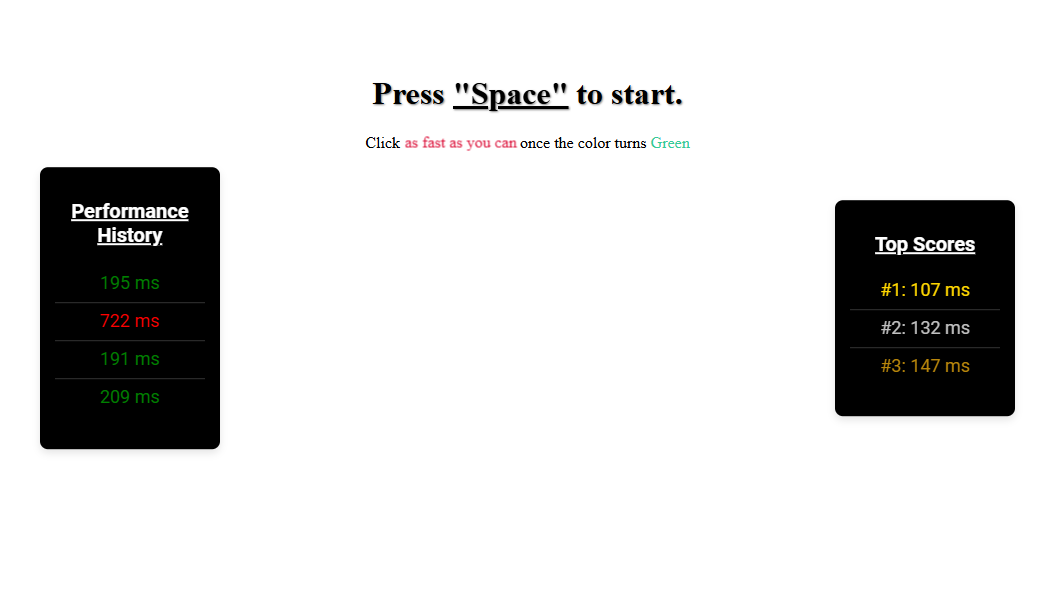 Press "Space" to start.
Click as fast as you can once the color turns Green
Performance
History
195 ms
722 ms
191 ms
209 ms
Top Scores
#1: 107 ms
#2: 132 ms
#3: 147 ms